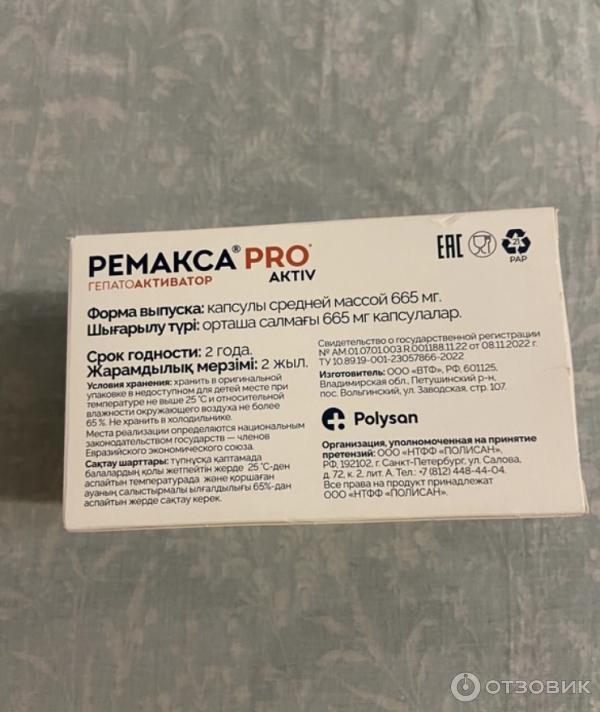 РЕМАКСА® PRO*
ГЕПАТОАКТИВАТОР AKTIV
Форма выпуска: капсулы средней массой 665 мг.
Шығарылу түрі: орташа салмағы 665 мг капсулалар.
Срок годности: 2 года.
Жарамдылық мерзімі: 2 жыл.
Условия хранения: хранить в оригинальной
упаковке в недоступном для детей месте при
температуре не выше 25 °С и относительной
влажности окружающего воздуха не более
65 %. Не хранить в холодильнике.
Места реализации определяются национальным
законодательством государств — членов
Евразийского экономического союза.
Сақтау шарттары: түпнұсқа қаптамада
балалардың қолы жетпейтін жерде 25 °С-ден
аспайтын температурада және қоршаған
ауаның салыстырмалы ылғалдылығы 65%-дан
аспайтын жерде сақтау керек.
EAC
21
PAP
Свидетельство о государственной регистрации
№ AM.01.07.01.003.R.001188.11.22 от 08.11.2022 г.
ТУ 10.89.19-001-23057866-2022
Изготовитель: ООО «ВТФ», РФ, 601125,
Владимирская обл., Петушинский р-н,
пос. Вольгинский, ул. Заводская, стр. 107.
Polysan
Организация, уполномоченная на принятие
претензий: ООО «НТФФ «ПОЛИСАН»,
РФ, 192102, г. Санкт-Петербург, ул. Салова,
д. 72, к. 2, лит. А. Тел.: +7 (812) 448-44-04.
Все права на продукт принадлежат
ООО «НТФФ «ПОЛИСАН».
ОТЗОВИК